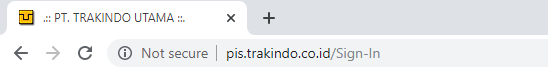 .:: PT. TRAKINDO UTAMA ::.
Not secure pis.trakindo.co.id/Sign-In